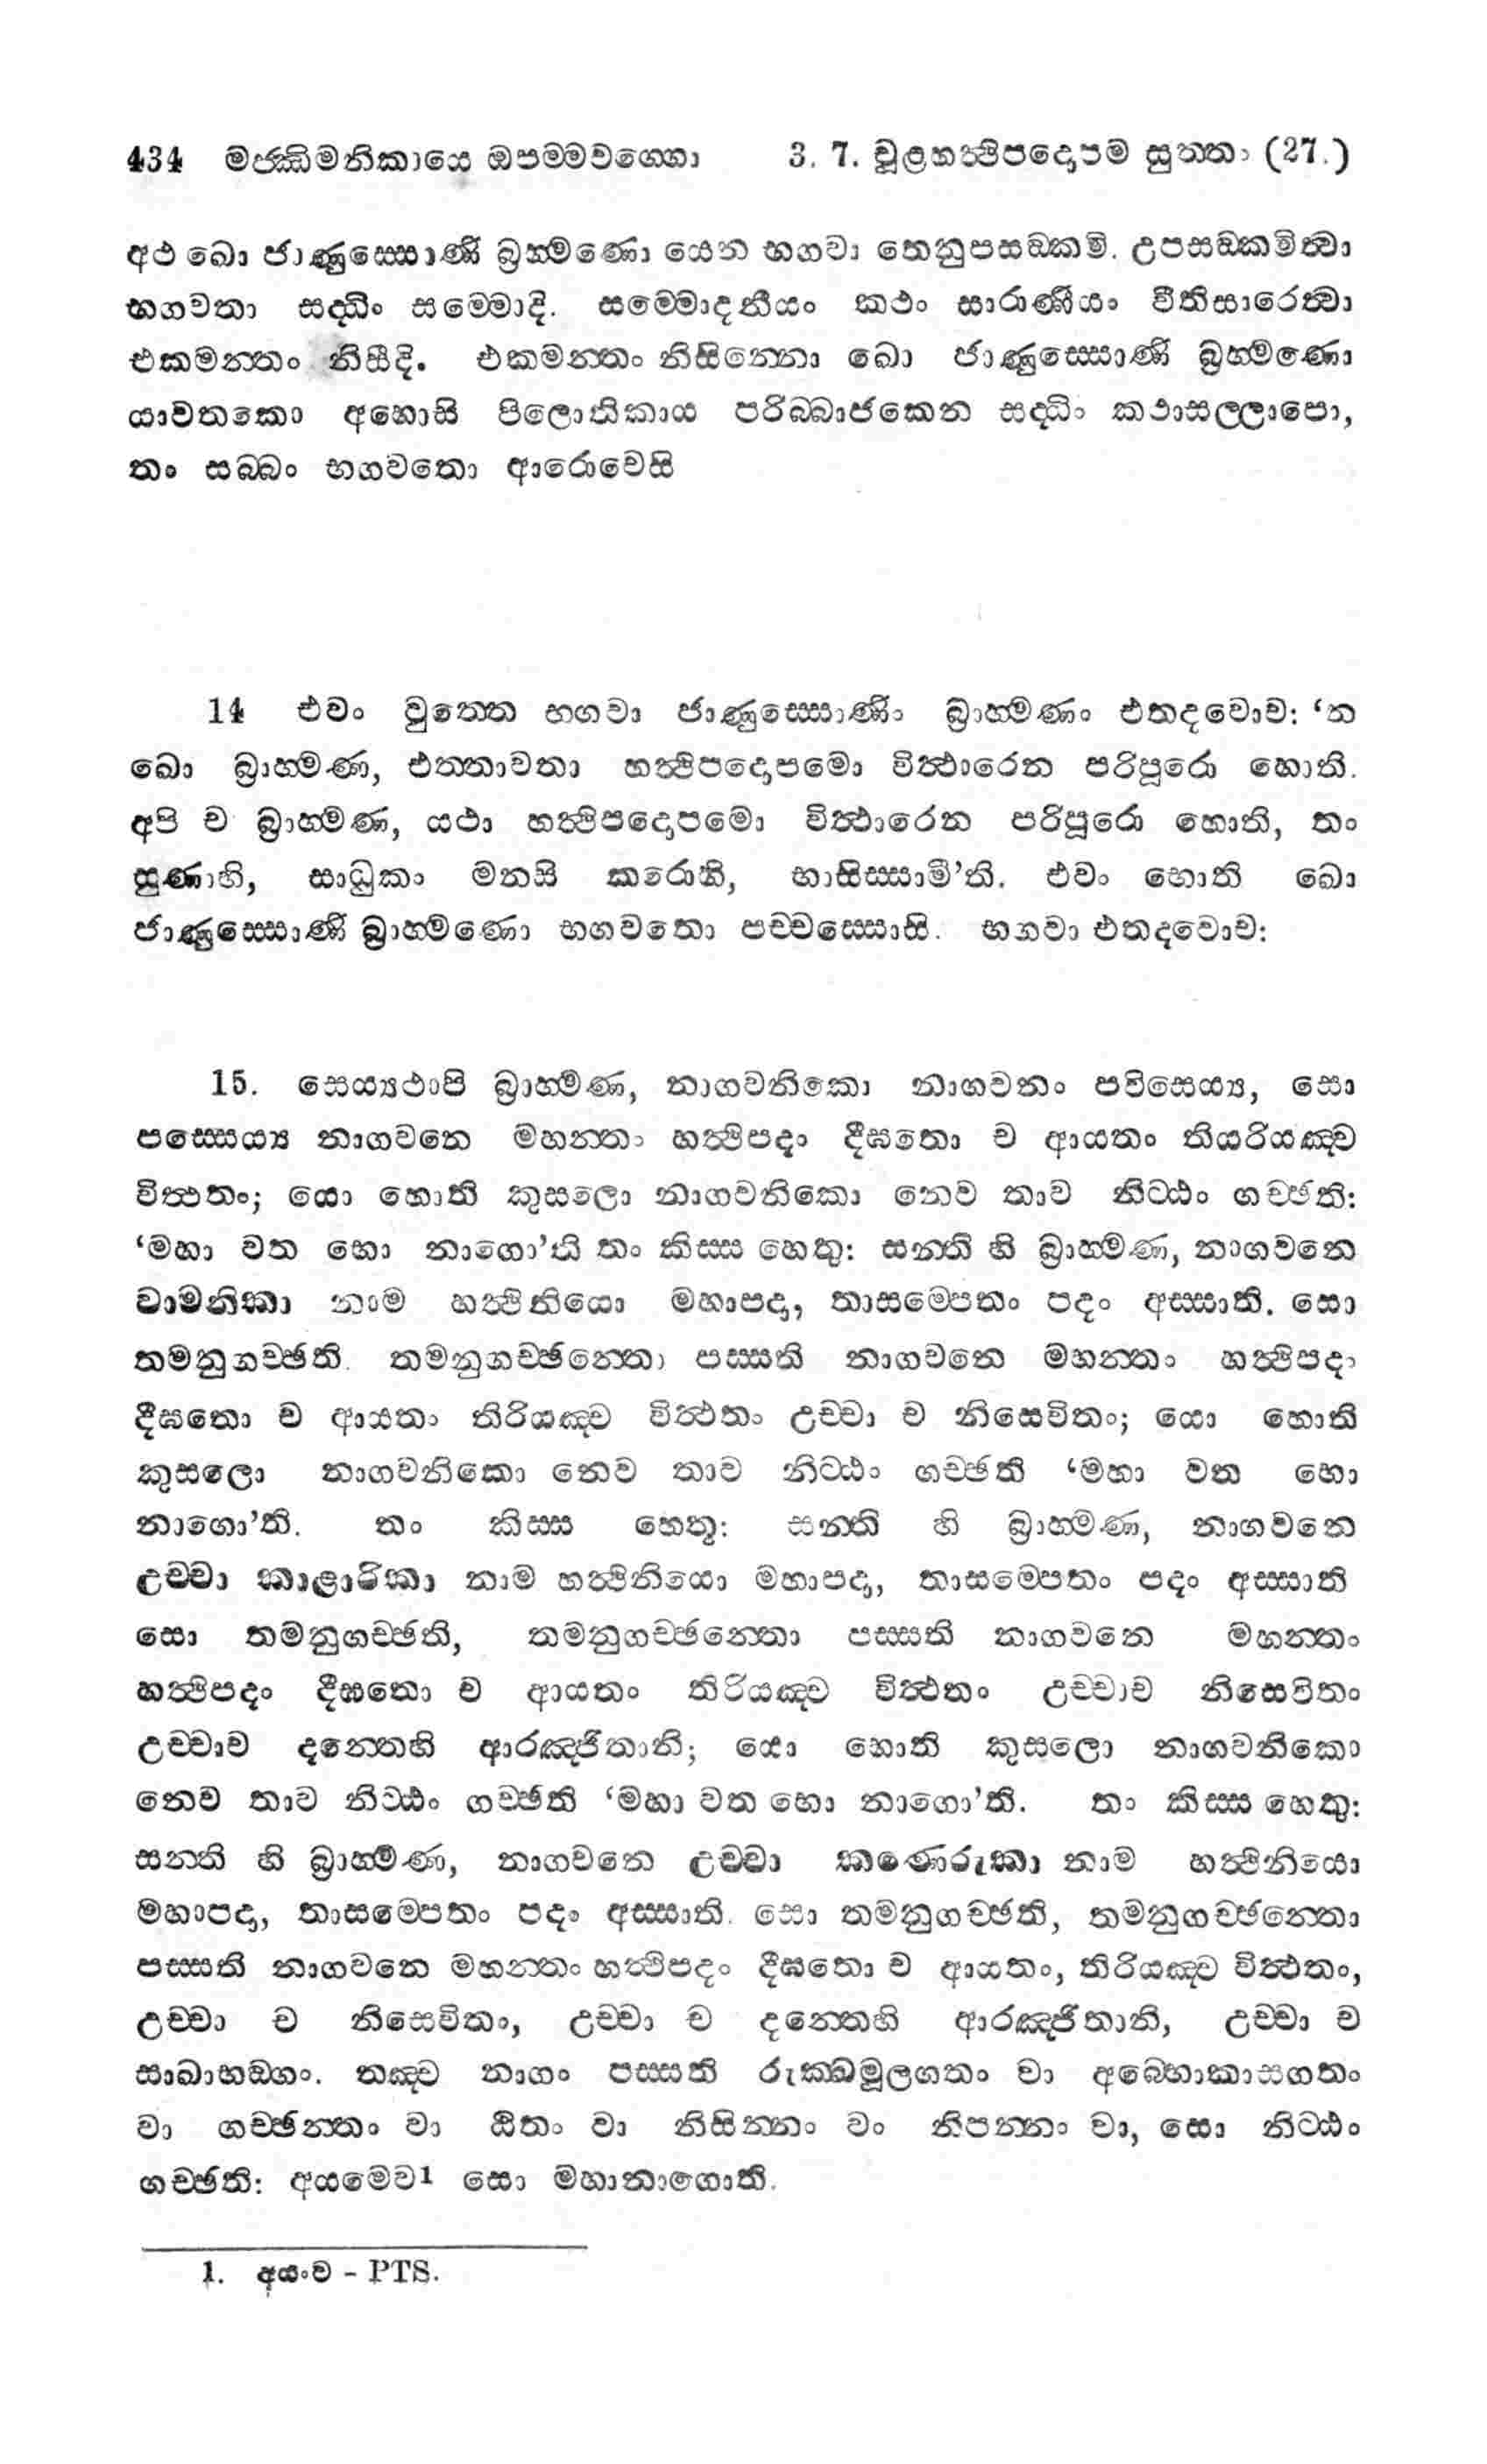 434 මජඣිමනිකායෙ ඔපමමවගෙගා 3. 7. චූළහත්ථිපදොපම සුත්තං (27.)
අථ ඛො ජාණුස්සොණි බ්‍රහ්මණො යෙන භගවා තෙනුපසඞ්කමි. උපසඞ්කමිත්වා
භගවතා සද්ධිං සම්මොදි. සම්මොදනීයං කථං සාරාණීයං වීතිසාරෙත්වා
එකමන්තං නිසීදි. එකමන්තං නිසින්නො ඛො ජාණුස්සොණි බ්‍රහ්මණො
යාවතකො අහොසි පිලොතිකාය පරිබ්බාජකෙන සද්ධිං කථාසල්ලාපො,
තං සබ්බං භගවතො ආරොචෙසි
14 එවං වුත්තෙ භගවා ජාණුස්සොණිං බ්‍රාහ්මණං එතදවොච: ‘න
ඛො බ්‍රාහ්මණ, එත්තාවතා හත්ථිපදොපමො විත්ථාරෙන පරිපූරො හොති.
අපි ච බ්‍රාහ්මණ, යථා හත්ථිපදොපමො විත්ථාරෙන පරිපූරො හොති, තං
සුණාහි, සාධුකං මනසි කරොහි, භාසිස්සාමී’ති. එවං භොති ඛො
ජාණුස්සොණි බ්‍රාහ්මණො භගවතො පච්චස්සොසි. භගවා එතදවොච:
15. සෙය්‍යථාපි බ්‍රාහ්මණ, නාගවනිකො නාගවනං පවිසෙය්‍ය, සො
පස්සෙය්‍ය නාගවනෙ මහන්තං හත්ථිපදං දීඝතො ච ආයතං තියරියඤ්ච
විත්ථතං; යො හොති කුසලො නාගවනිකො නෙව තාව නිට්ඨං ගච්ඡති:
‘මහා වත භො නාගො’ති තං කිස්ස හෙතු: සන්ති හි බ්‍රාහ්මණ, නාගවනෙ
වාමනිකා නාම හත්ථිනියො මහාපදා, තාසම්පෙතං පදං අස්සාති. සො
තමනුගච්ඡති. තමනුගච්ඡන්තො පස්සති නාගවනෙ මහන්තං හත්ථිපදං
දීඝතො ච ආයතං තිරියඤ්ච විත්ථතං උච්චා ච නිසෙවිතං; යො හොති
කුසලො නාගවනිකො නෙව තාව නිට්ඨං ගච්ඡති ‘මහා වත භො
නාගො’ති. තං කිස්ස හෙතු: සන්ති හි බ්‍රාහ්මණ, නාගවනෙ
උච්චා කාළාරිකා නාම හත්ථිනියො මහාපදා, තාසම්පෙතං පදං අස්සාති
සො තමනුගච්ඡති, තමනුගච්ඡන්තො පස්සති නාගවනෙ මහන්තං
හත්ථිපදං දීඝතො ච ආයතං තිරියඤ්ච විත්ථතං උච්චාච නිසෙවිතං
උච්චාච දන්තෙහි ආරඤ්ජිතානි; යො හොති කුසලො නාගවනිකො
නෙව තාව නිට්ඨං ගච්ඡති ‘මහා වත භො නාගො’ති. තං කිස්ස හෙතු:
සන්ති හි බ්‍රාහ්මණ, නාගවනෙ උච්චා කණෙරුකා නාම හත්ථිනියො
මහාපදා, තාසම්පෙතං පදං අස්සාති. සො තමනුගච්ඡති, තමනුගච්ඡන්තො
පස්සති නාගවනෙ මහන්තං හත්ථිපදං දීඝතො ච ආයතං, තිරියඤ්ච විත්ථතං,
උච්චා ච නිසෙවිතං, උච්චා ච දන්තෙහි ආරඤ්ජිතානි, උච්චා ච
සාඛාභඞ්ගං. තඤ්ච නාගං පස්සති රුක්ඛමූලගතං වා අබ්භොකාසගතං
වා ගච්ඡන්තං වා ඨිතං වා නිසින්නං වං නිපන්නං වා, සො නිට්ඨං
ගච්ඡති: අයමෙව1 සො මහානාගොති.
1. අයංව - PTS.